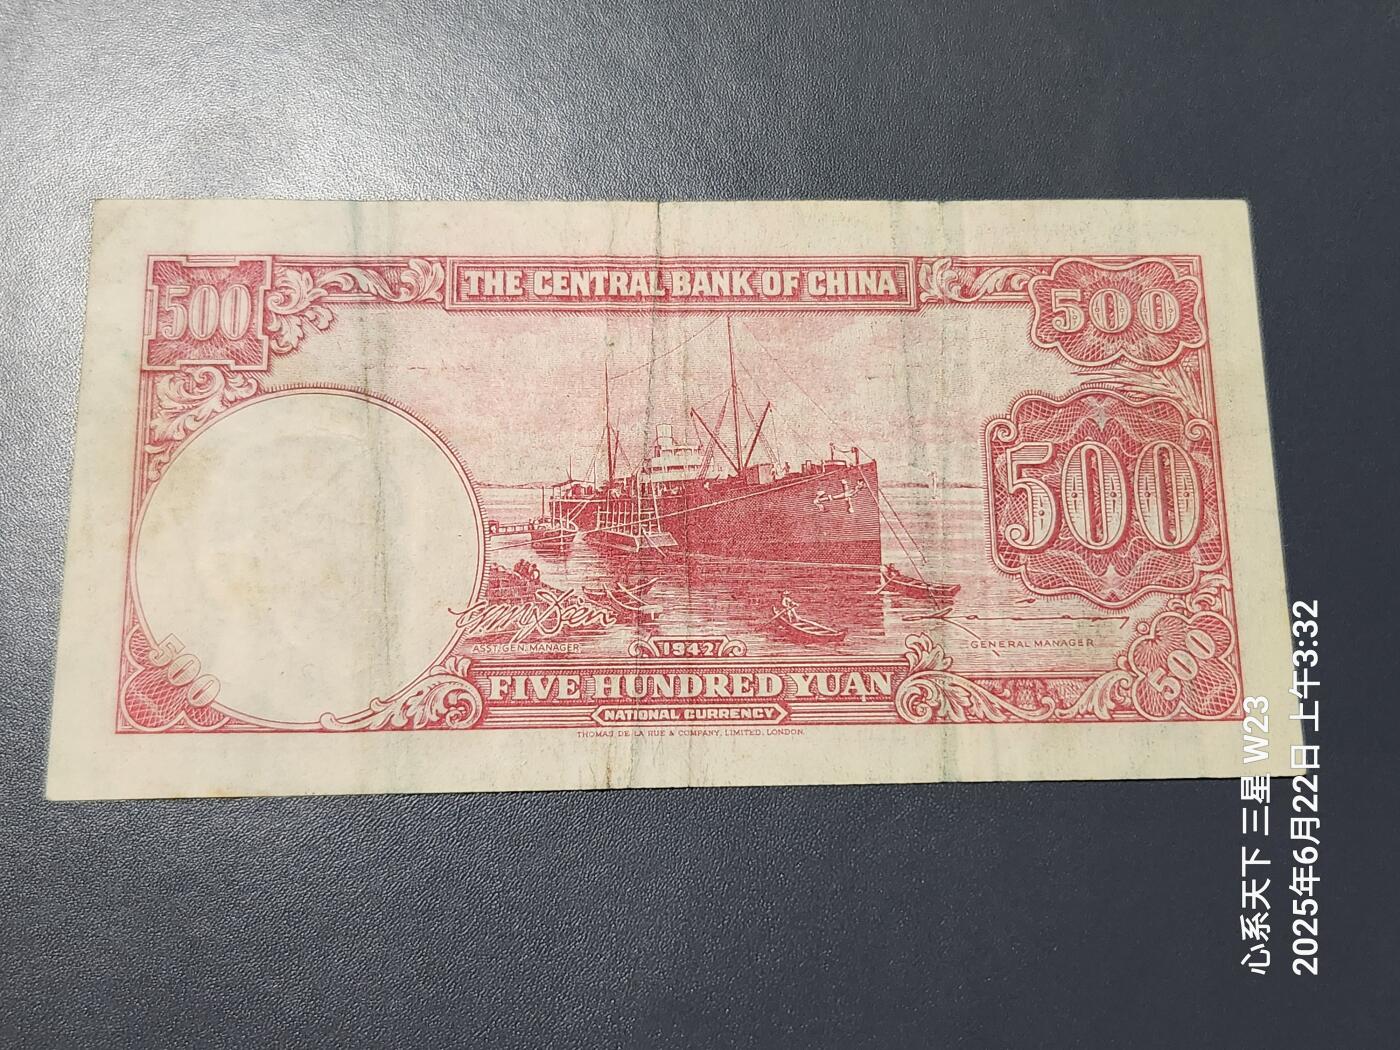 THE CENTRAL BANK OF CHINA
500
500
500
ASST. GEN. MANAGER
1942
GENERAL MANAGER
500
FIVE HUNDRED YUAN
500
NATIONAL CURRENCY
THOMAS DE LA RUE & COMPANY, LIMITED, LONDON.
心系天下 三星 W23
2025年6月22日 上午3:32